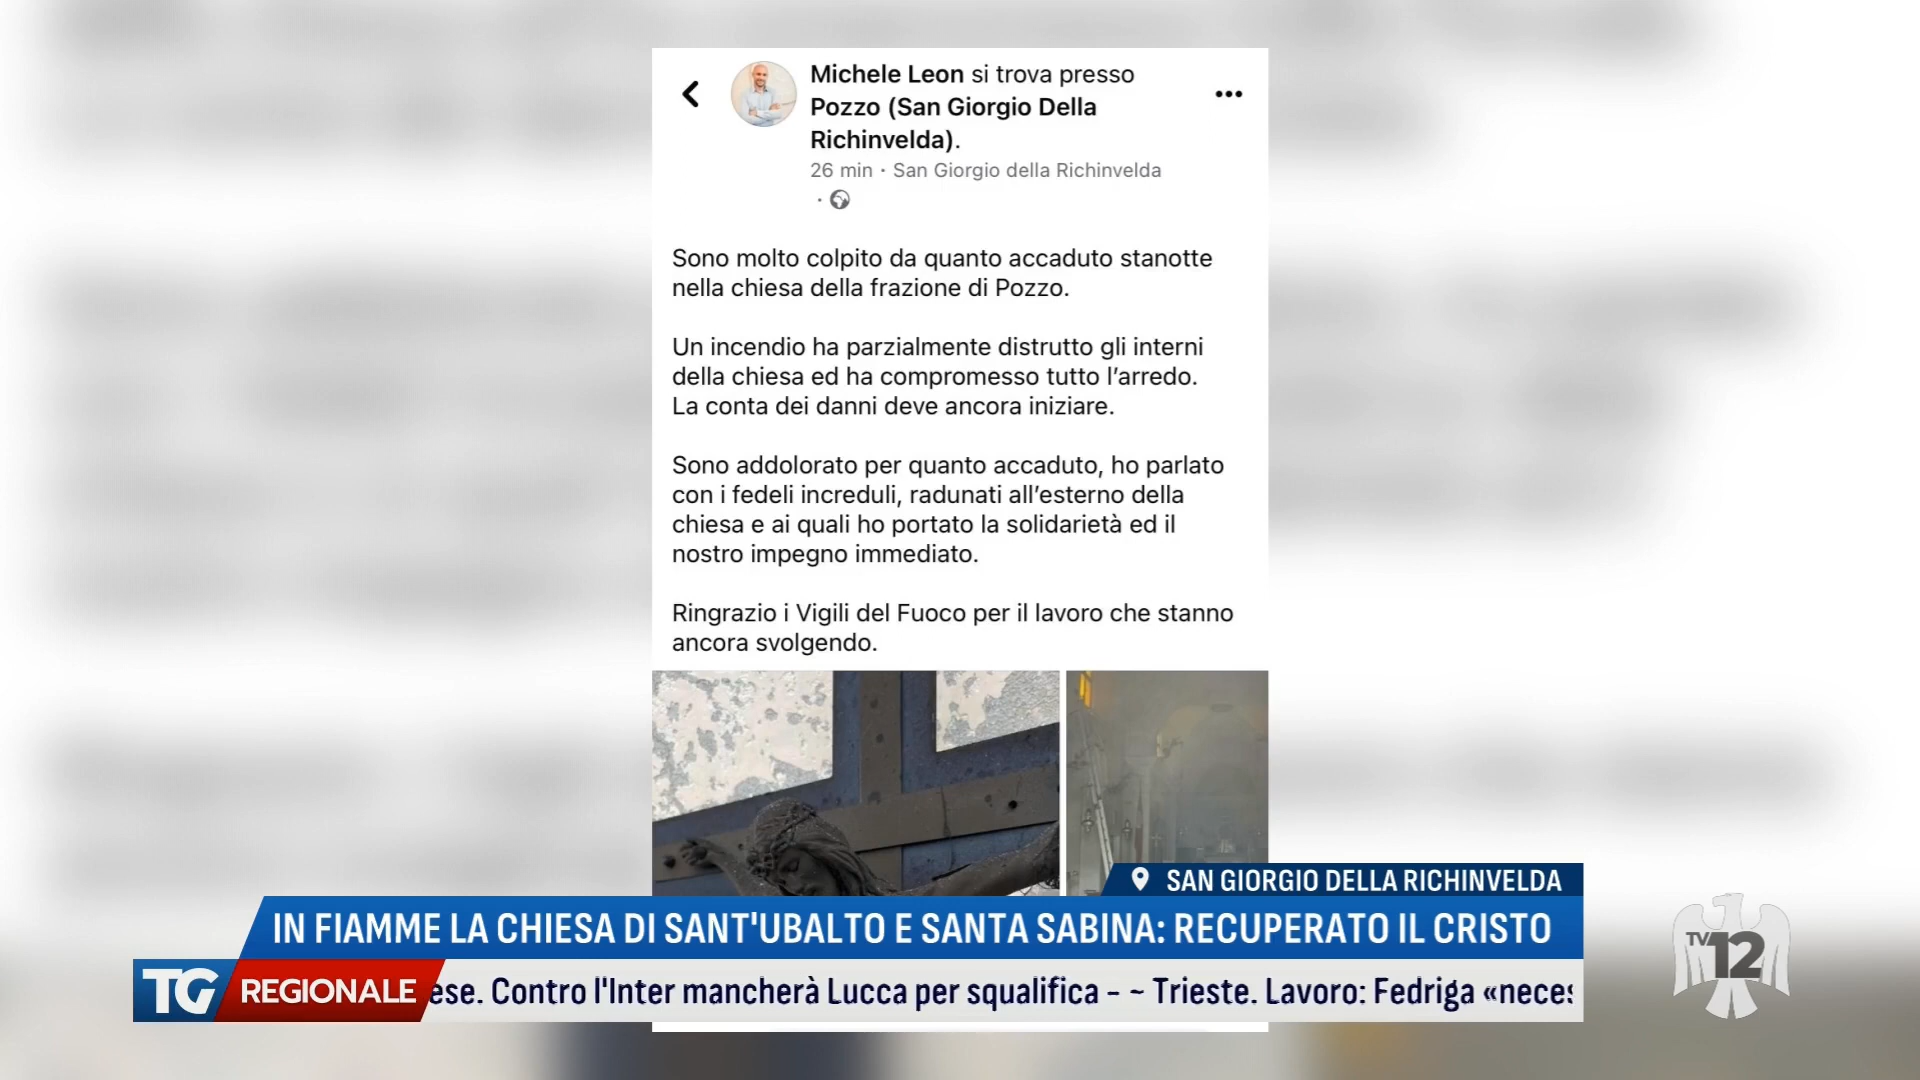 Michele Leon si trova presso
Pozzo (San Giorgio Della
Richinvelda).
26 min · San Giorgio della Richinvelda
·
Sono molto colpito da quanto accaduto stanotte
nella chiesa della frazione di Pozzo.
Un incendio ha parzialmente distrutto gli interni
della chiesa ed ha compromesso tutto l’arredo.
La conta dei danni deve ancora iniziare.
Sono addolorato per quanto accaduto, ho parlato
con i fedeli increduli, radunati all’esterno della
chiesa e ai quali ho portato la solidarietà ed il
nostro impegno immediato.
Ringrazio i Vigili del Fuoco per il lavoro che stanno
ancora svolgendo.
SAN GIORGIO DELLA RICHINVELDA
IN FIAMME LA CHIESA DI SANT'UBALTO E SANTA SABINA: RECUPERATO IL CRISTO
TG REGIONALE
ese. Contro l'Inter mancherà Lucca per squalifica - ~ Trieste. Lavoro: Fedriga «neces
TV12